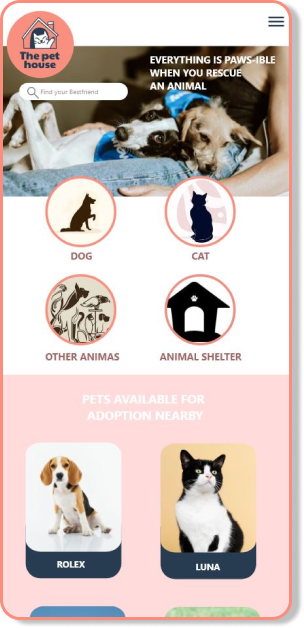 The pet
house
EVERYTHING IS PAWS-IBLE
WHEN YOU RESCUE
AN ANIMAL
Find your Bestfriend
DOG
CAT
OTHER ANIMAS
ANIMAL SHELTER
PETS AVAILABLE FOR
ADOPTION NEARBY
ROLEX
LUNA